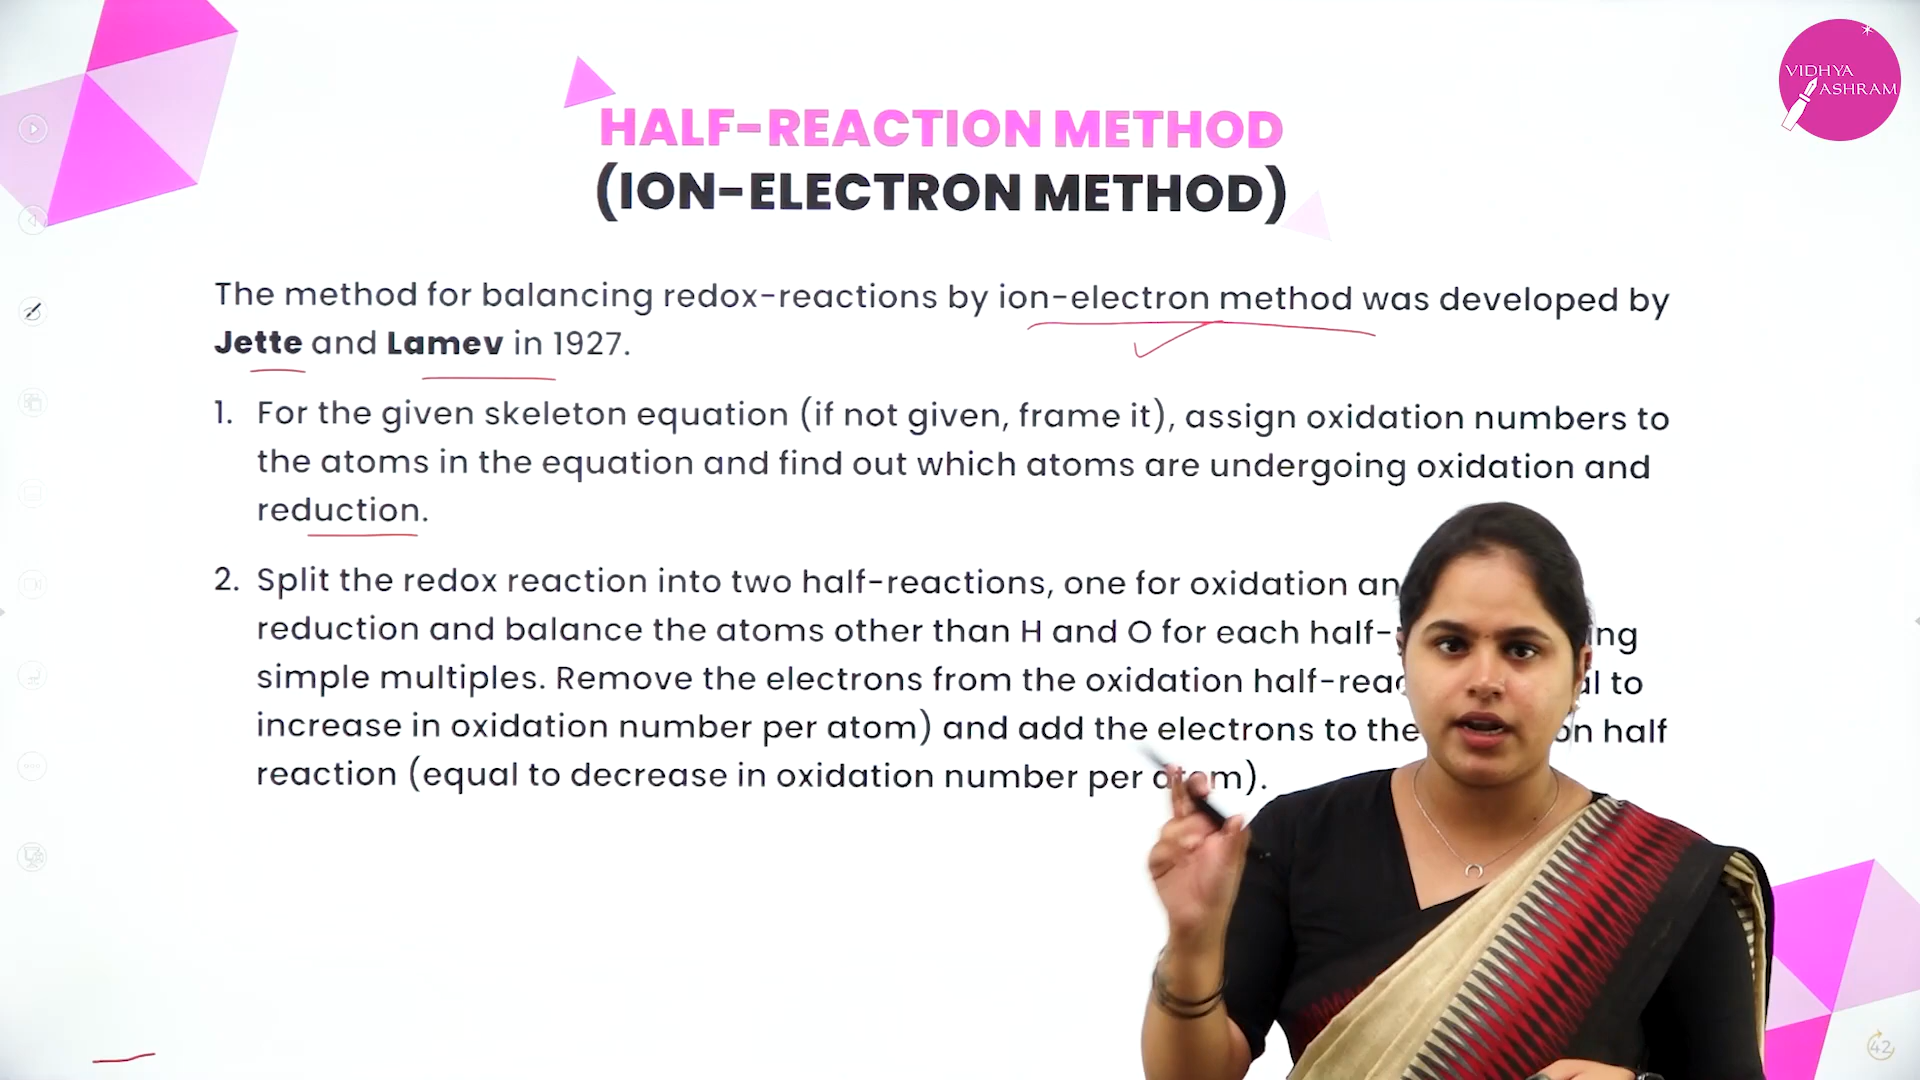 VIDHYA
ASHRAM
HALF-REACTION METHOD
(ION-ELECTRON METHOD)
The method for balancing redox-reactions by ion-electron method was developed by
Jette and Lamev in 1927.
1. For the given skeleton equation (if not given, frame it), assign oxidation numbers to
the atoms in the equation and find out which atoms are undergoing oxidation and
reduction.
2. Split the redox reaction into two half-reactions, one for oxidation an
reduction and balance the atoms other than H and O for each half- ing
simple multiples. Remove the electrons from the oxidation half-reac l to
increase in oxidation number per atom) and add the electrons to the on half
reaction (equal to decrease in oxidation number per atom).
42